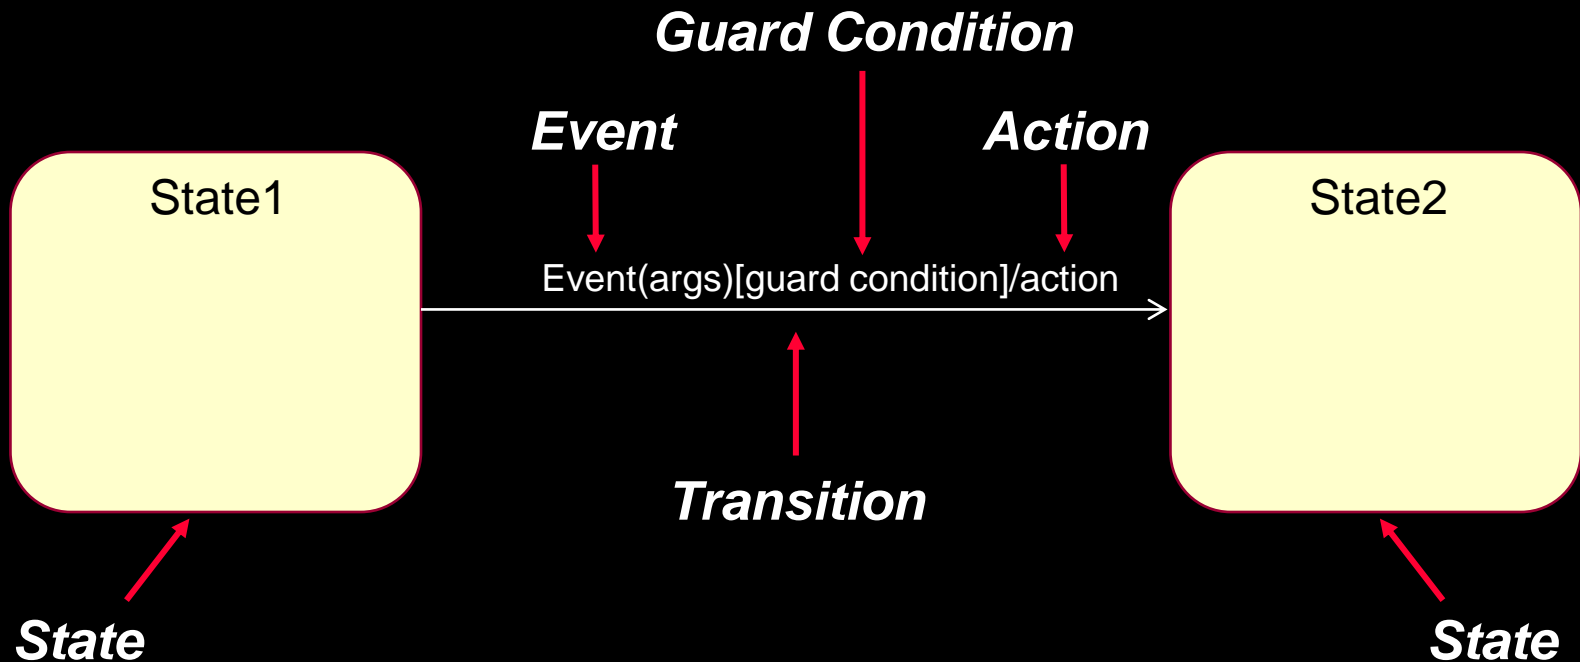 Guard Condition
Event
Action
State1
State2
Event(args)[guard condition]/action
Transition
State
State